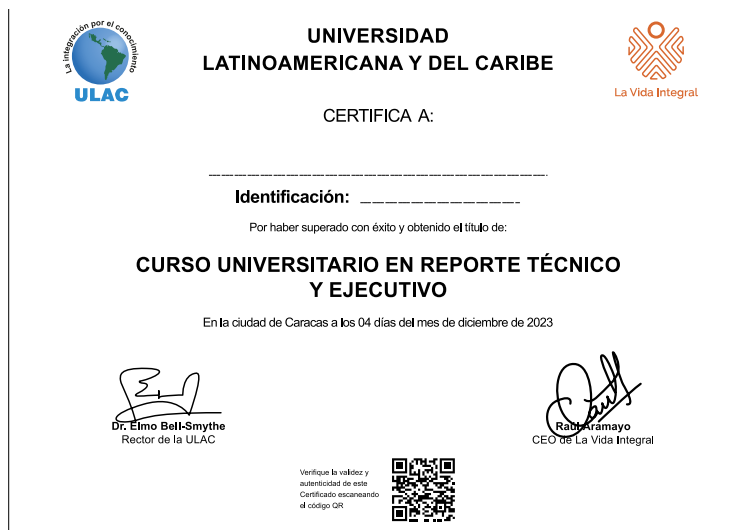 La integración por el conocimiento
ULAC
UNIVERSIDAD
LATINOAMERICANA Y DEL CARIBE
La Vida Integral
CERTIFICA A:
Identificación:
Por haber superado con éxito y obtenido el título de:
CURSO UNIVERSITARIO EN REPORTE TÉCNICO
Y EJECUTIVO
En la ciudad de Caracas a los 04 días del mes de diciembre de 2023
Dr. Elmo Bell-Smythe
Rector de la ULAC
Raúl Aramayo
CEO de La Vida Integral
Verifique la validez y
autenticidad de este
Certificado escaneando
el código QR